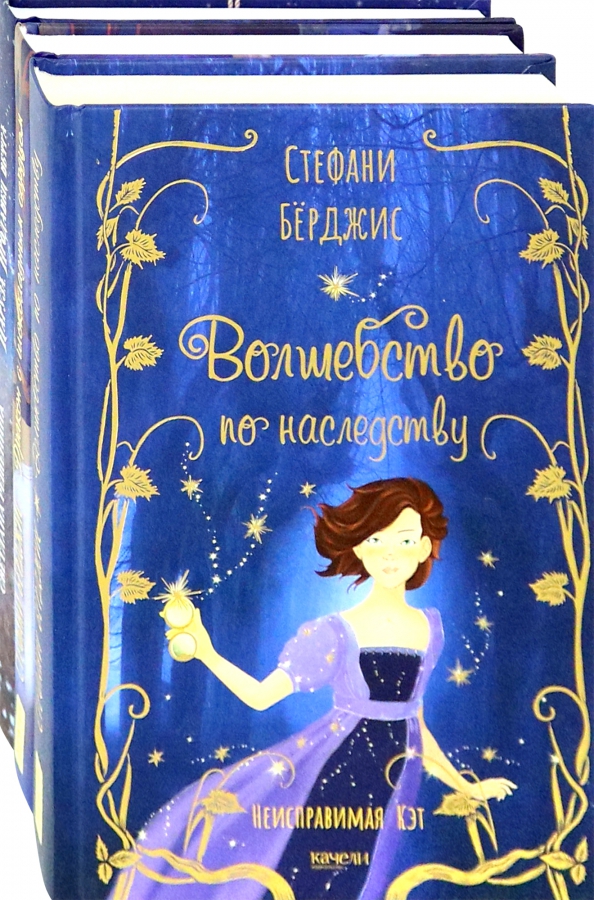 Стефани
Бёрджис
Волшебство
по наследству
Неисправимая Кэт
качели